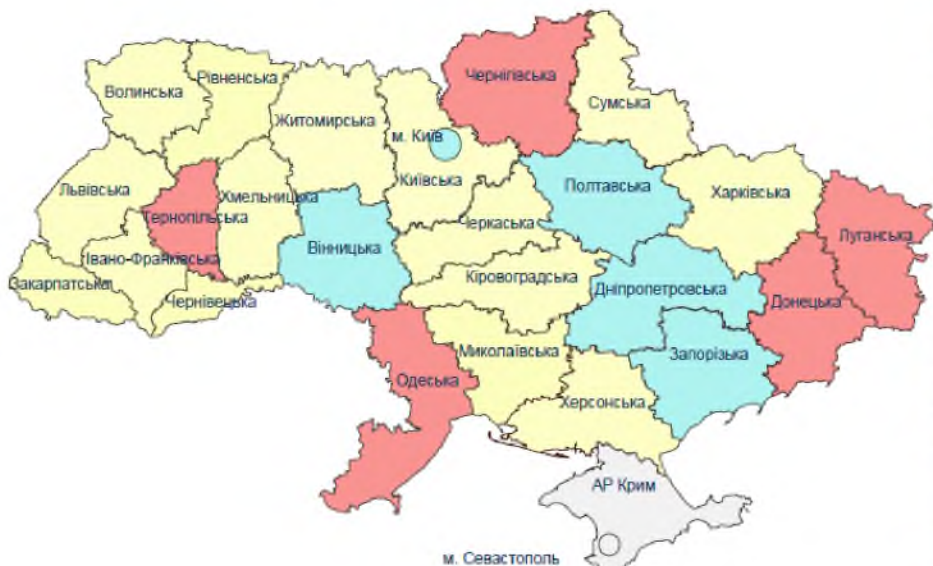 Чернігівська
Рівненська
Волинська
Сумська
Житомирська
м. Київ
Київська
Полтавська
Львівська
Харківська
Хмельницька
Тернопільська
Черкаська
Луганська
Вінницька
Івано-Франківська
Кіровоградська
Закарпатська
Дніпропетровська
Донецька
Чернівецька
Миколаївська
Запорізька
Одеська
Херсонська
АР Крим
м. Севастополь